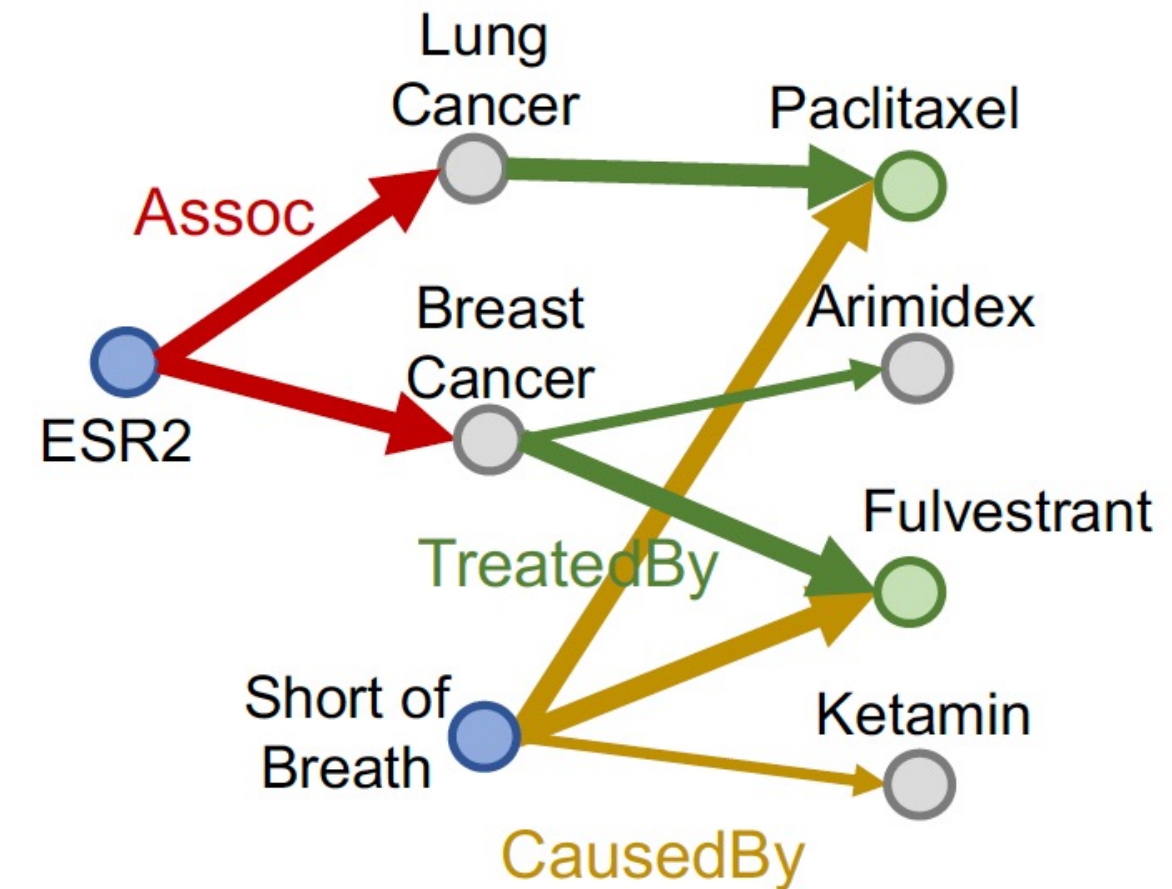 Lung
Cancer
Paclitaxel
Assoc
Breast
Cancer
Arimidex
ESR2
Fulvestrant
TreatedBy
Short of
Breath
Ketamin
CausedBy